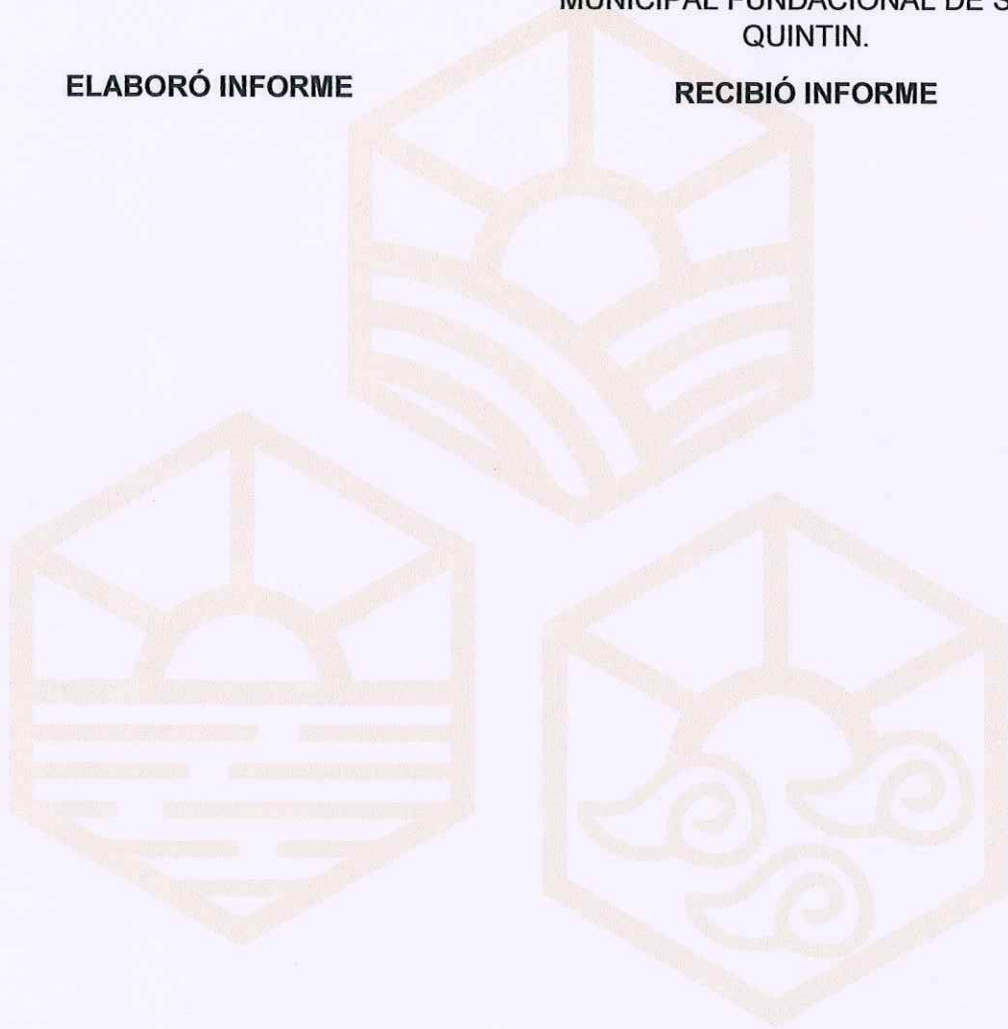 MUNICIPAL FUNDACIONAL DE S
QUINTIN.
ELABORÓ INFORME
RECIBIÓ INFORME